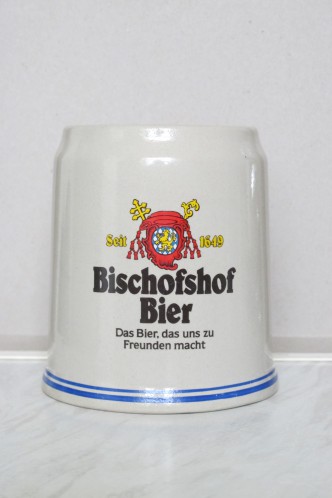 Seit 1649
Bischofshof
Bier
Das Bier, das uns zu
Freunden macht